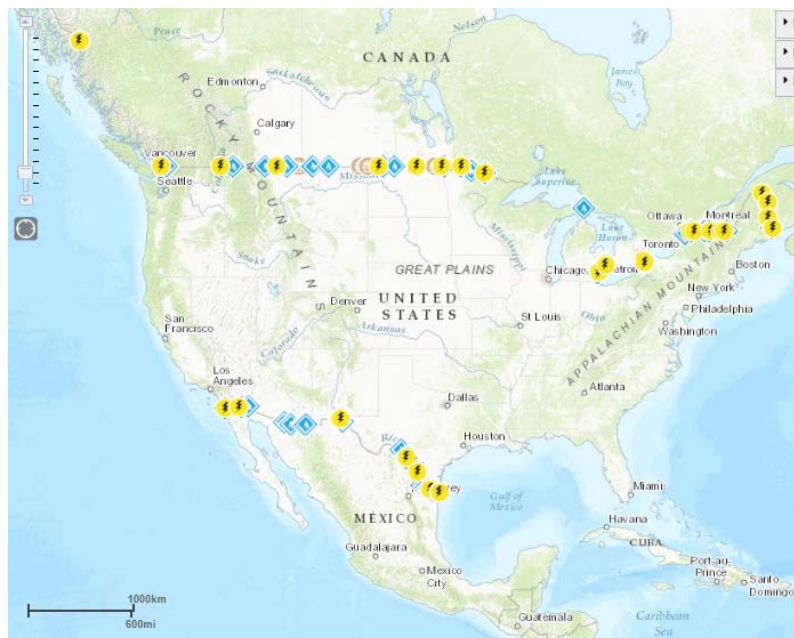 Peace
CANADA
James
Bay
Edmonton
Saskatchewan
ROCKY MOUNTAINS
Calgary
Vancouver
Seattle
Missouri
Lake
Superior
Ottawa
Montreal
Lake
Huron
Toronto
Mississippi
Snake
GREAT PLAINS
Chicago
Boston
New York
Philadelphia
Denver
UNITED
STATES
St Louis
Ohio
Washington
APPALACHIAN MOUNTAINS
San
Francisco
Colorado
Arkansas
Los
Angeles
Dallas
Atlanta
Houston
Miami
Gulf of
Mexico
Havana
MÉXICO
CUBA
Port-au-
Prince
Santo
Domingo
Guadalajara
Mexico
City
1000km
600mi
Guatemala
Caribbean
Sea